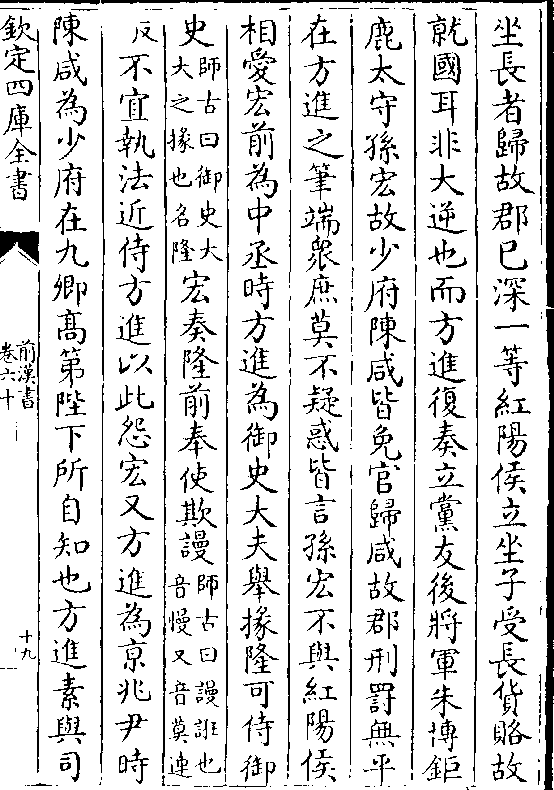 坐長者歸故郡已深一等紅陽侯立坐子受長貨賂故
就國耳非大逆也而方進復奏立黨友後將軍朱博鉅
鹿太守孫宏故少府陳咸皆免官歸咸故郡刑罰無平
在方進之筆端衆庶莫不疑惑皆言孫宏不與紅陽侯
相愛宏前為中丞時方進為御史大夫舉掾隆可侍御
史師古曰御史大夫之掾也名隆宏奏隆前奉使欺謾師古曰謾誑也音慢又音莫連
反不宜執法近侍方進以此怨宏又方進為京兆尹時
陳咸為少府在九卿髙第陛下所自知也方進素與司
欽定四庫全書
前漢書
卷六十
十九